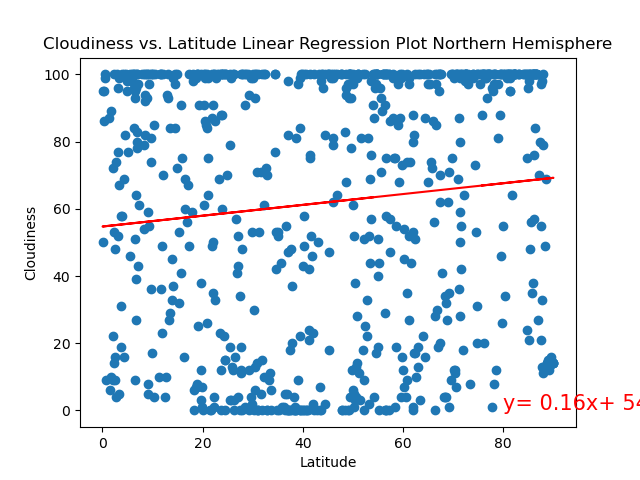 Cloudiness vs. Latitude Linear Regression Plot Northern Hemisphere
100
80
60
40
20
0
Cloudiness
y= 0.16x+ 54
0 20 40 60 80
Latitude